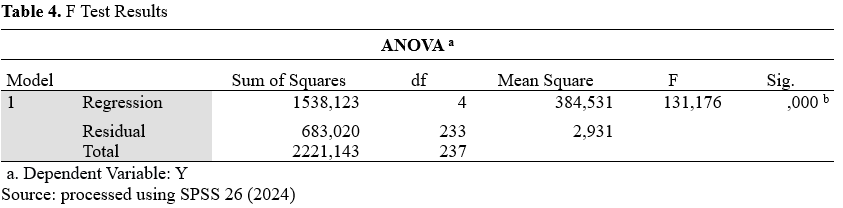 Table 4. F Test Results
ANOVA a
Model Sum of Squares df Mean Square F Sig.
1 Regression 1538,123 4 384,531 131,176 ,000 b
Residual 683,020 233 2,931
Total 2221,143 237
a. Dependent Variable: Y
Source: processed using SPSS 26 (2024)